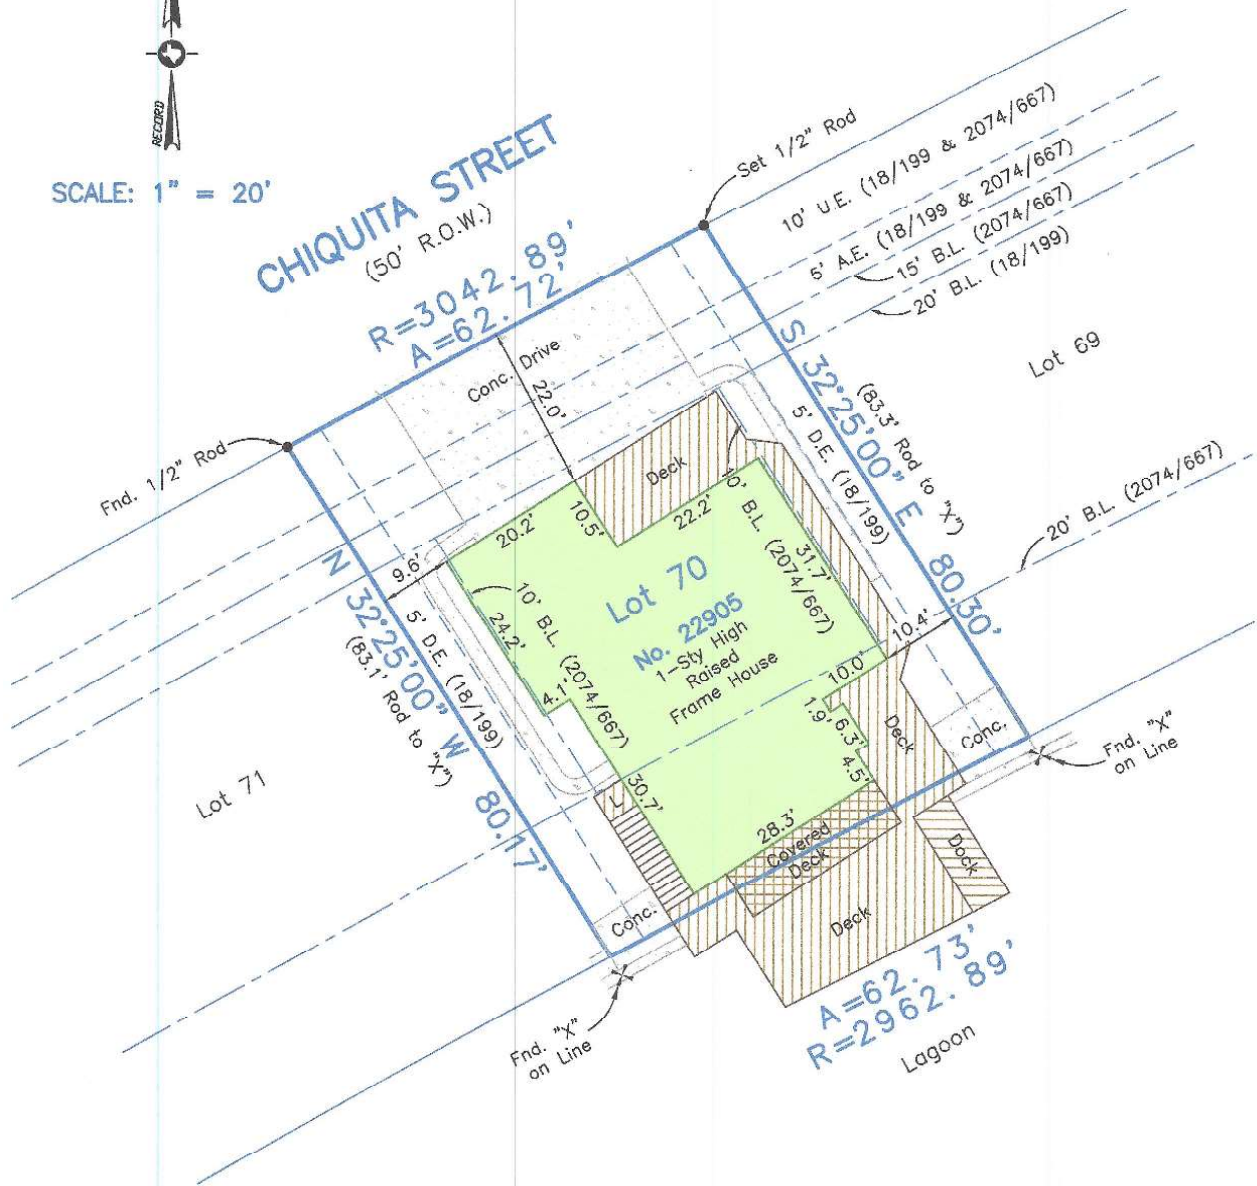 RECORD
SCALE: 1" = 20'
CHIQUITA STREET
(50' R.O.W.)
R=3042.89'
A=62.72'
Set 1/2" Rod
10' U.E. (18/199 & 2074/667)
5' A.E. (18/199 & 2074/667)
15' B.L. (2074/667)
20' B.L. (18/199)
Lot 69
Fnd. 1/2" Rod
Conc. Drive
22.0'
Deck
S 32°25'00" E 80.30'
(83.3' Rod to "X")
5' D.E. (18/199)
20' B.L. (2074/667)
20.2'
10.5'
22.2'
10' B.L. (2074/667)
31.7'
9.6'
10.4'
N 32°25'00" W 80.17'
(83.1' Rod to "X")
5' D.E. (18/199)
10' B.L. (2074/667)
24.2'
4.1'
Lot 70
No. 22905
1-Sty High
Raised
Frame House
10.0'
1.9'
6.3'
4.5'
Deck
Conc.
Fnd. "X"
on Line
Lot 71
30.7'
L
28.3'
Covered
Deck
Dock
Conc.
Deck
Fnd. "X"
on Line
A=62.73'
R=2962.89'
Lagoon